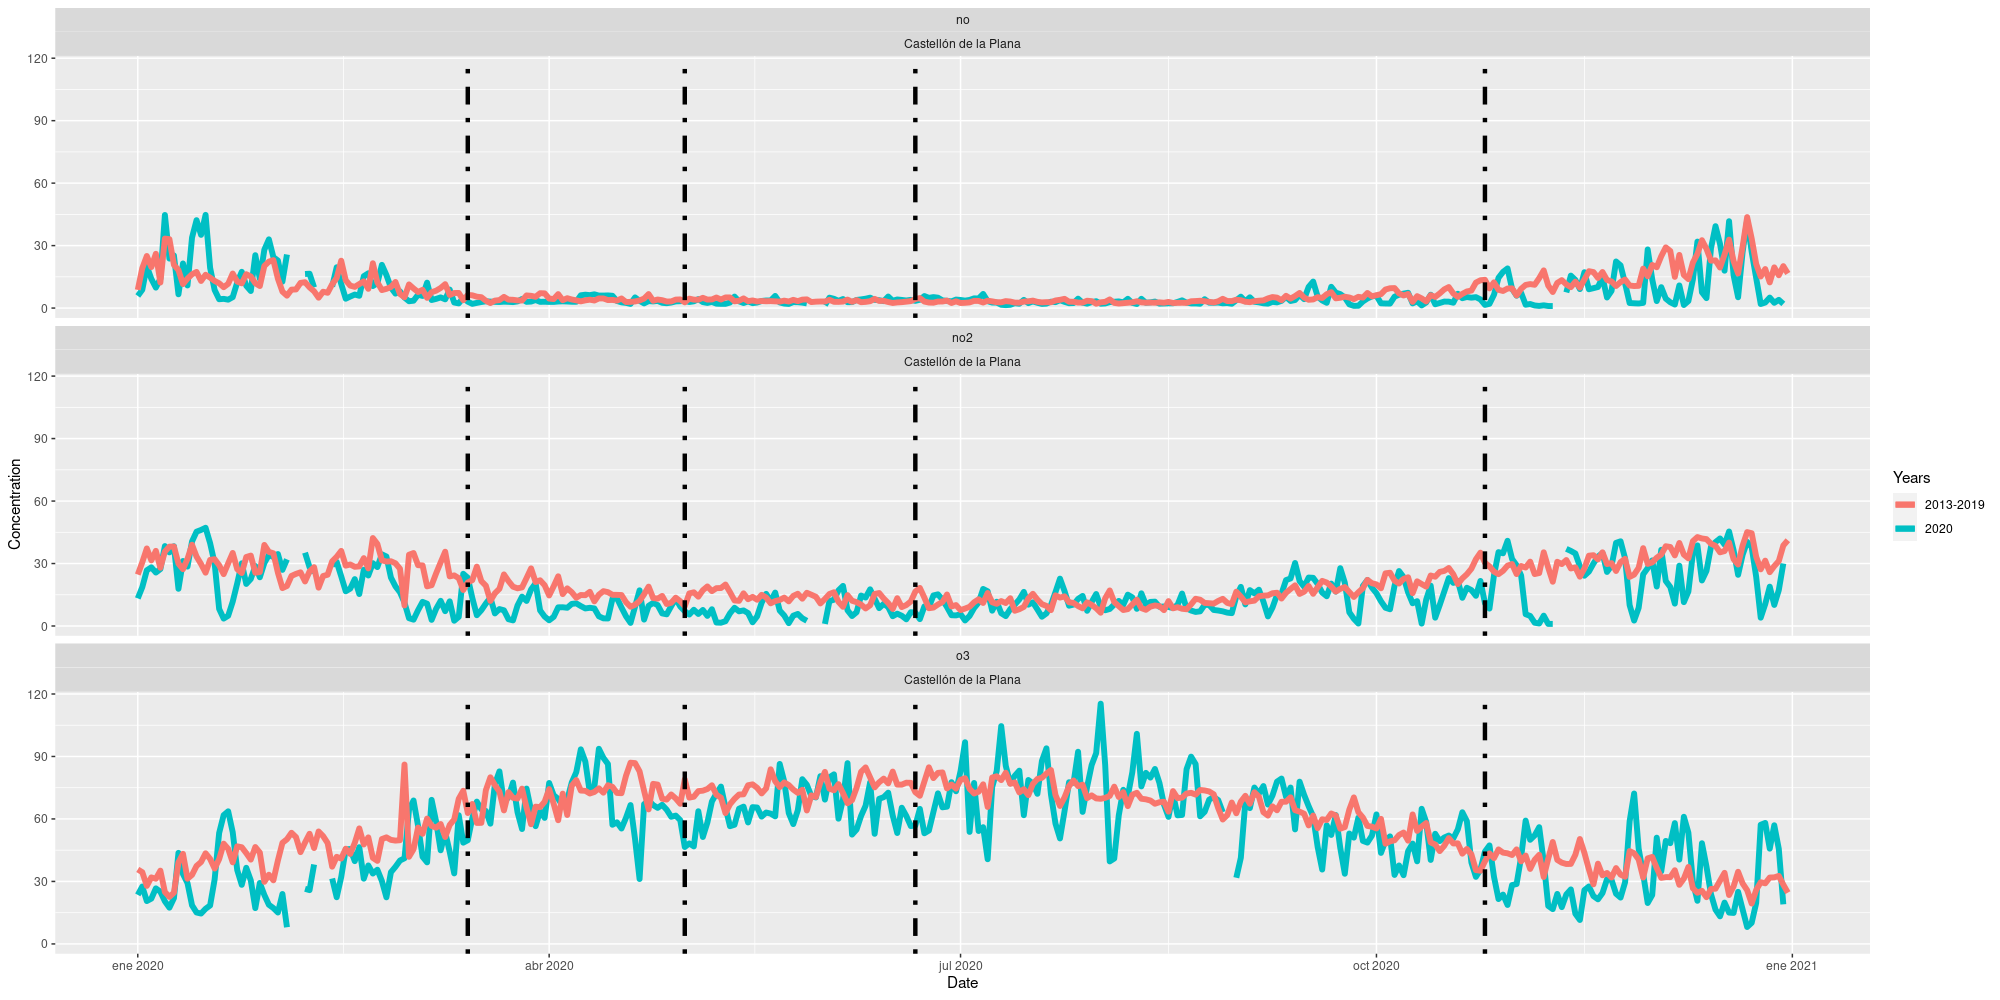 no
Castellón de la Plana
120
90
60
30
0
no2
Castellón de la Plana
120
90
60
30
0
Concentration
o3
Castellón de la Plana
120
90
60
30
0
ene 2020
abr 2020
jul 2020
oct 2020
ene 2021
Date
Years
2013-2019
2020